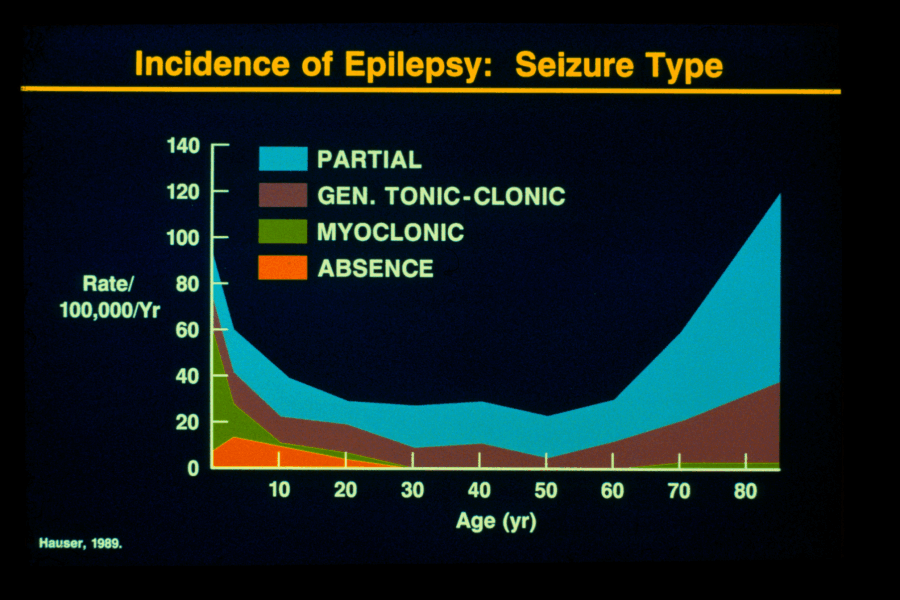 Incidence of Epilepsy: Seizure Type
140
120
100
80
60
40
20
0
Rate/
100,000/Yr
PARTIAL
GEN. TONIC-CLONIC
MYOCLONIC
ABSENCE
10 20 30 40 50 60 70 80
Age (yr)
Hauser, 1989.